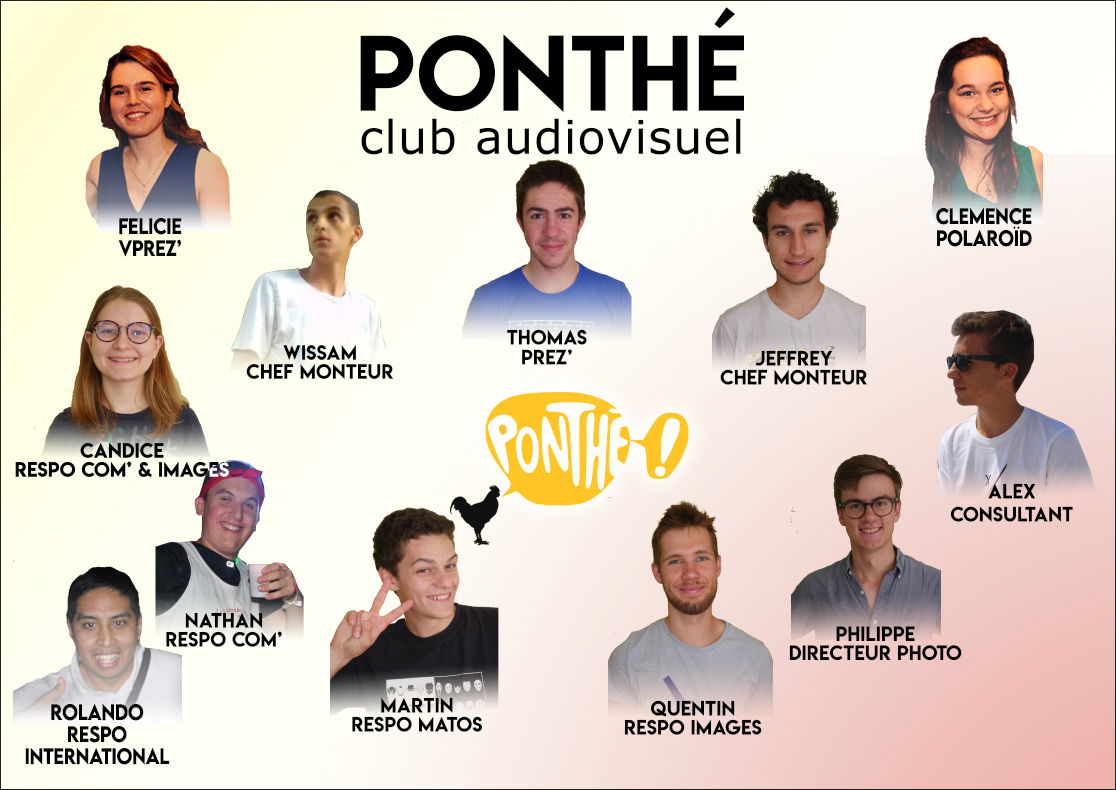 PONTHÉ
club audiovisuel
FELICIE
VPREZ'
CLEMENCE
POLAROÏD
WISSAM
CHEF MONTEUR
THOMAS
PREZ'
JEFFREY
CHEF MONTEUR
CANDICE
RESPO COM' & IMAGES
PONTHÉ-!
ALEX
CONSULTANT
NATHAN
RESPO COM'
PHILIPPE
DIRECTEUR PHOTO
ROLANDO
RESPO
INTERNATIONAL
MARTIN
RESPO MATOS
QUENTIN
RESPO IMAGES